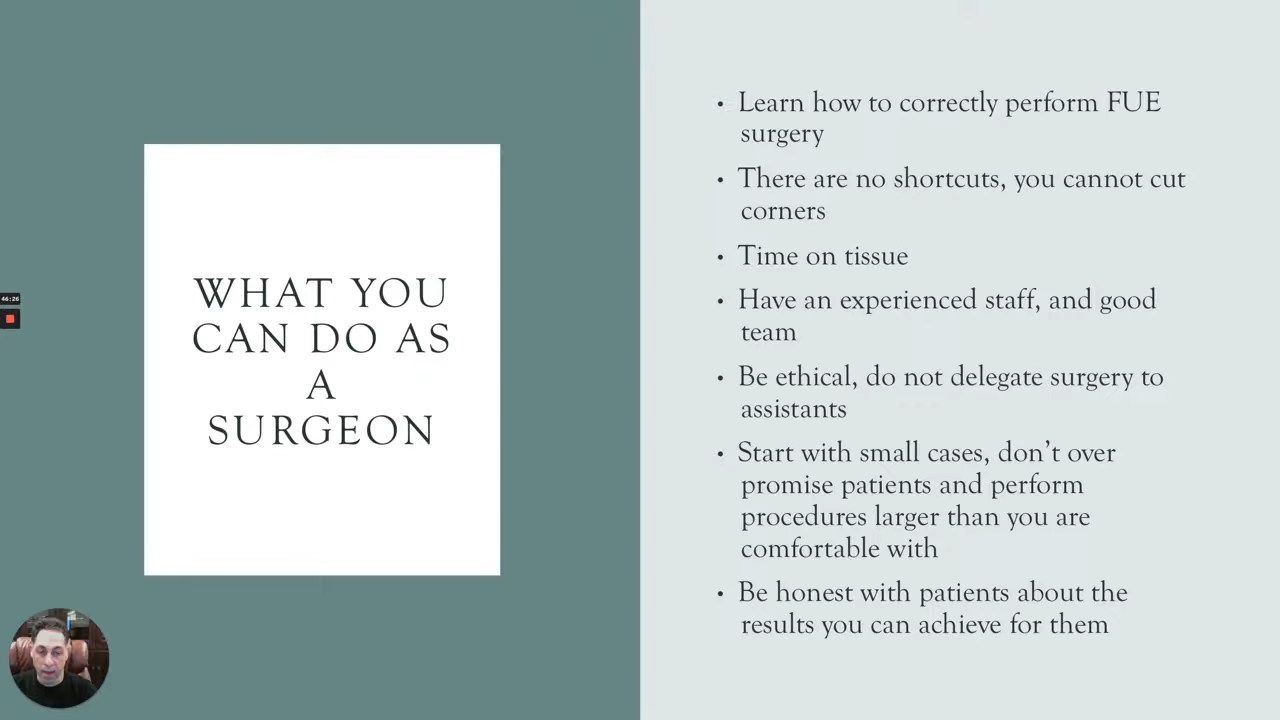 WHAT YOU
CAN DO AS
A
SURGEON
• Learn how to correctly perform FUE
surgery
• There are no shortcuts, you cannot cut
corners
• Time on tissue
• Have an experienced staff, and good
team
• Be ethical, do not delegate surgery to
assistants
• Start with small cases, don't over
promise patients and perform
procedures larger than you are
comfortable with
• Be honest with patients about the
results you can achieve for them
46:26